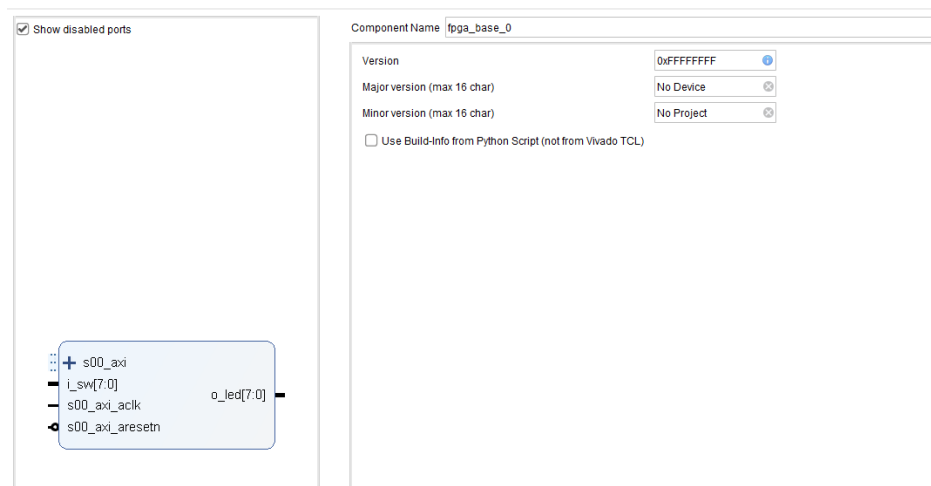 Show disabled ports
Component Name fpga_base_0
Version 0xFFFFFFFF
Major version (max 16 char) No Device
Minor version (max 16 char) No Project
Use Build-Info from Python Script (not from Vivado TCL)
s00_axi
i_sw[7:0]
s00_axi_aclk
s00_axi_aresetn
o_led[7:0]